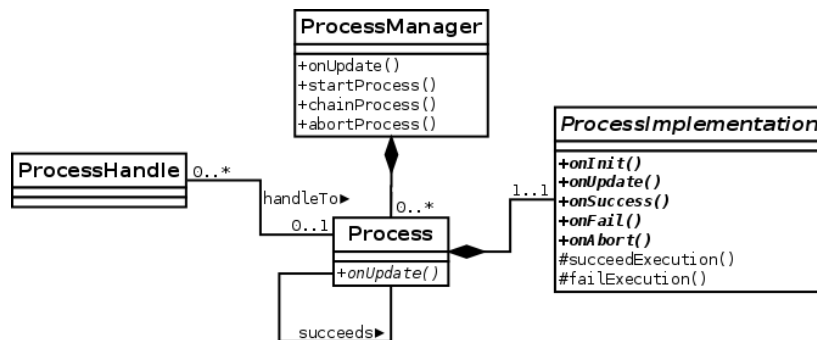 ProcessManager
+onUpdate()
+startProcess()
+chainProcess()
+abortProcess()
ProcessImplementation
+onInit()
+onUpdate()
+onSuccess()
+onFail()
+onAbort()
#succeedExecution()
#failExecution()
ProcessHandle
0..*
handleTo▶
0..1
0..*
1..1
Process
+onUpdate()
succeeds▶